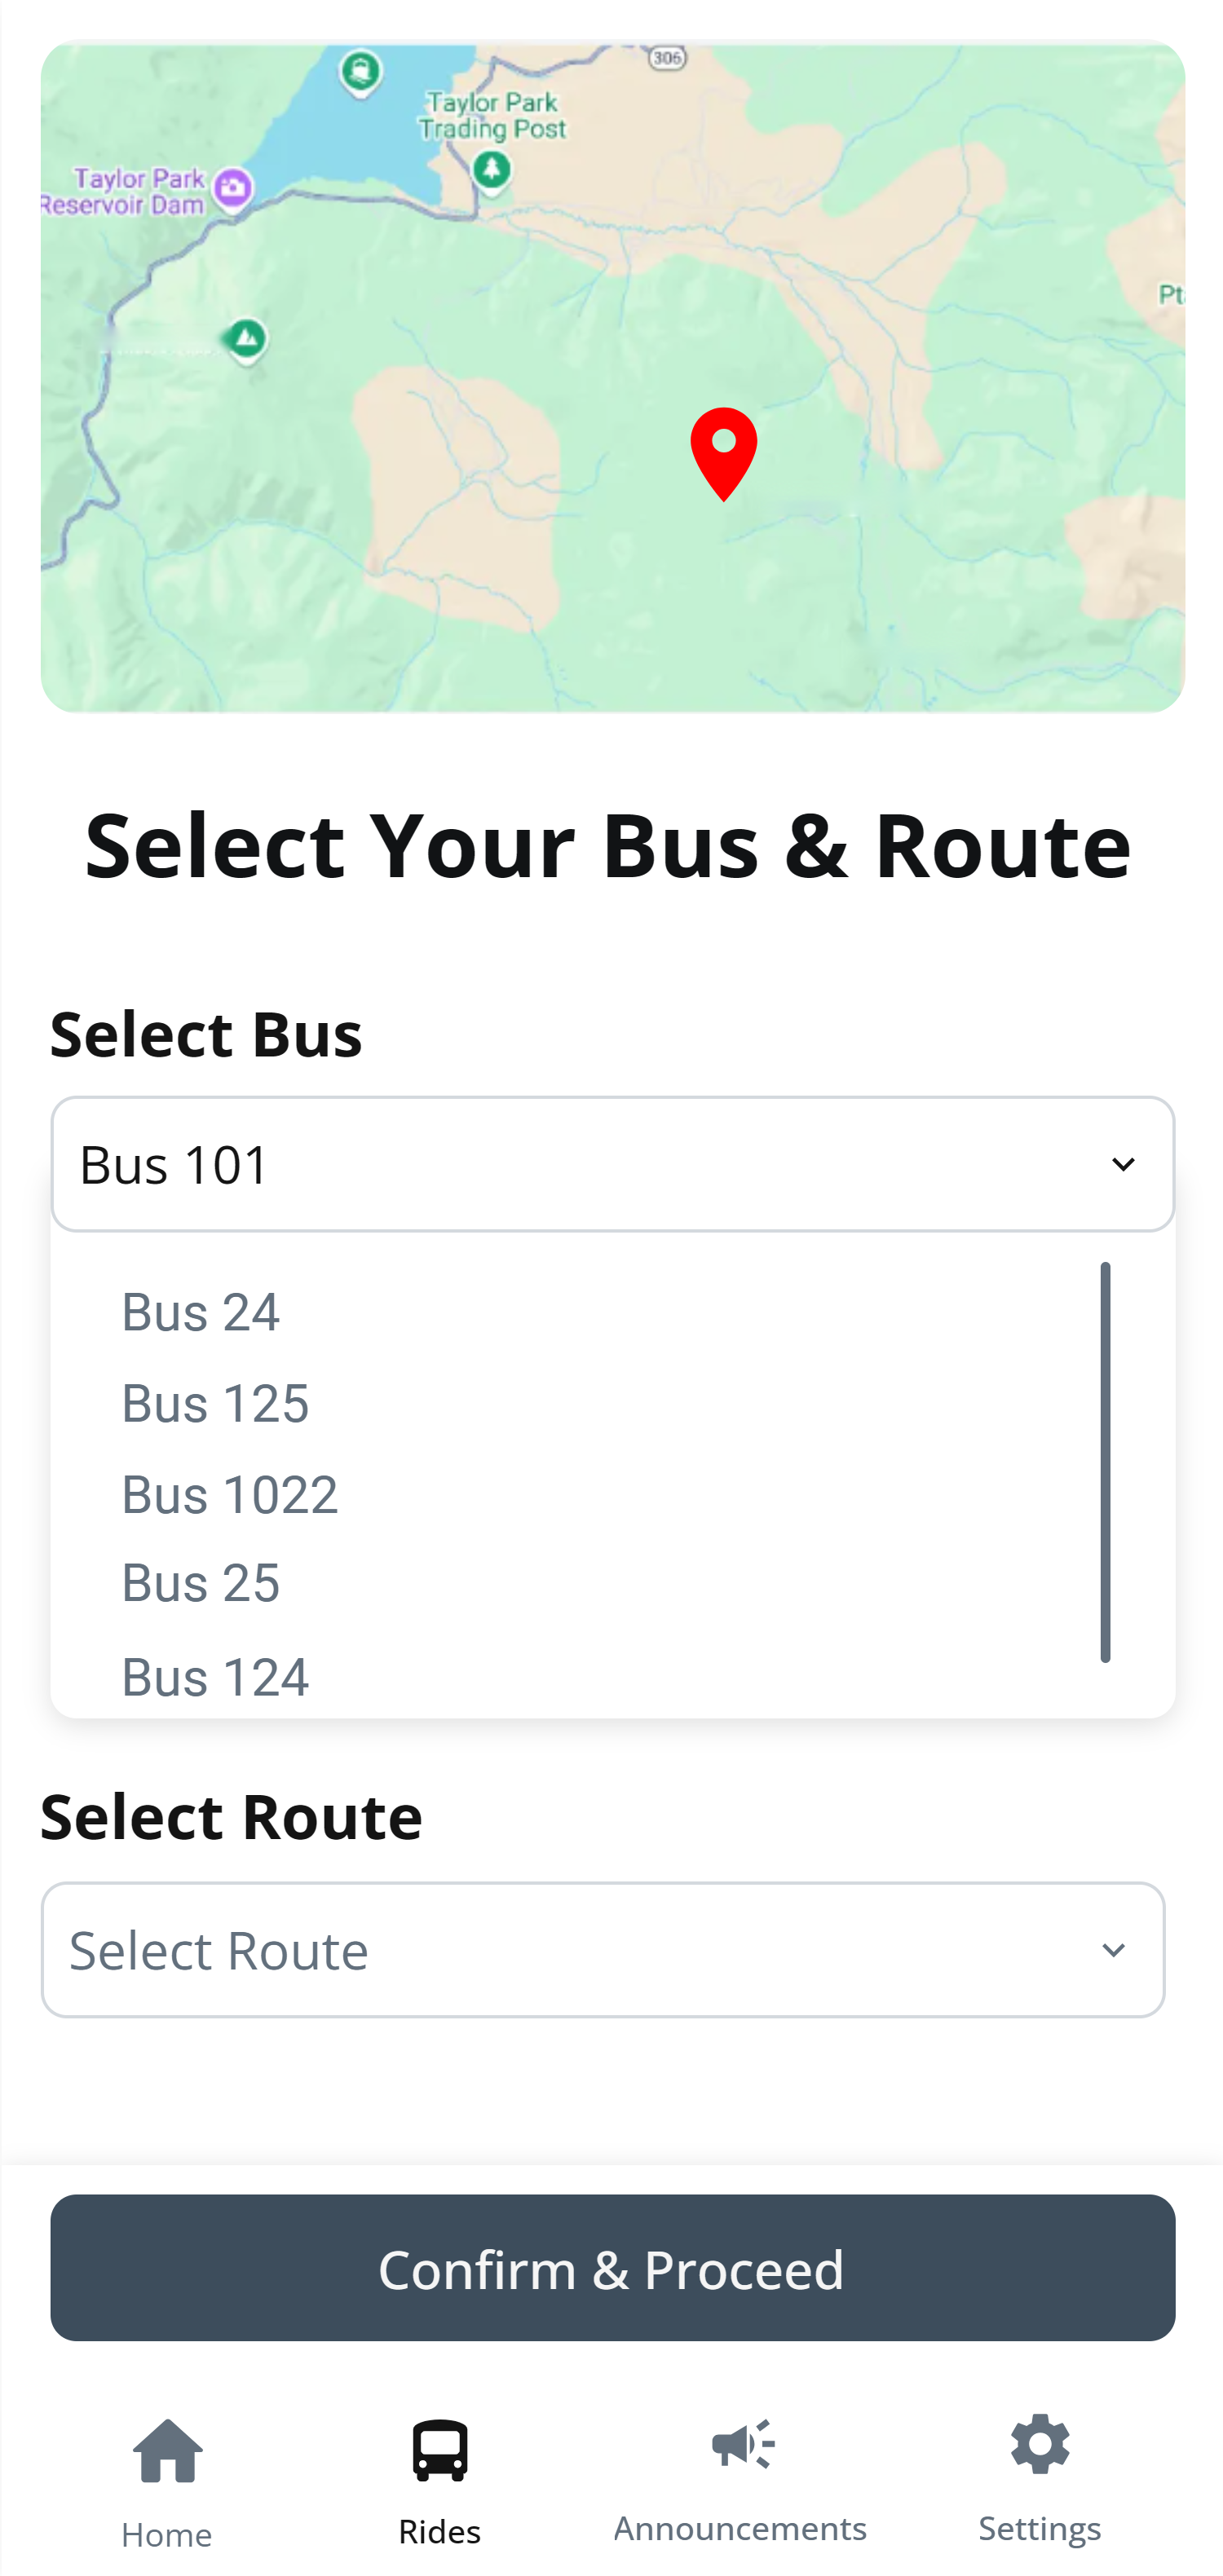 306
Taylor Park
Trading Post
Taylor Park
Reservoir Dam
Select Your Bus & Route
Select Bus
Bus 101
Bus 24
Bus 125
Bus 1022
Bus 25
Bus 124
Select Route
Select Route
Confirm & Proceed
Home
Rides
Announcements
Settings